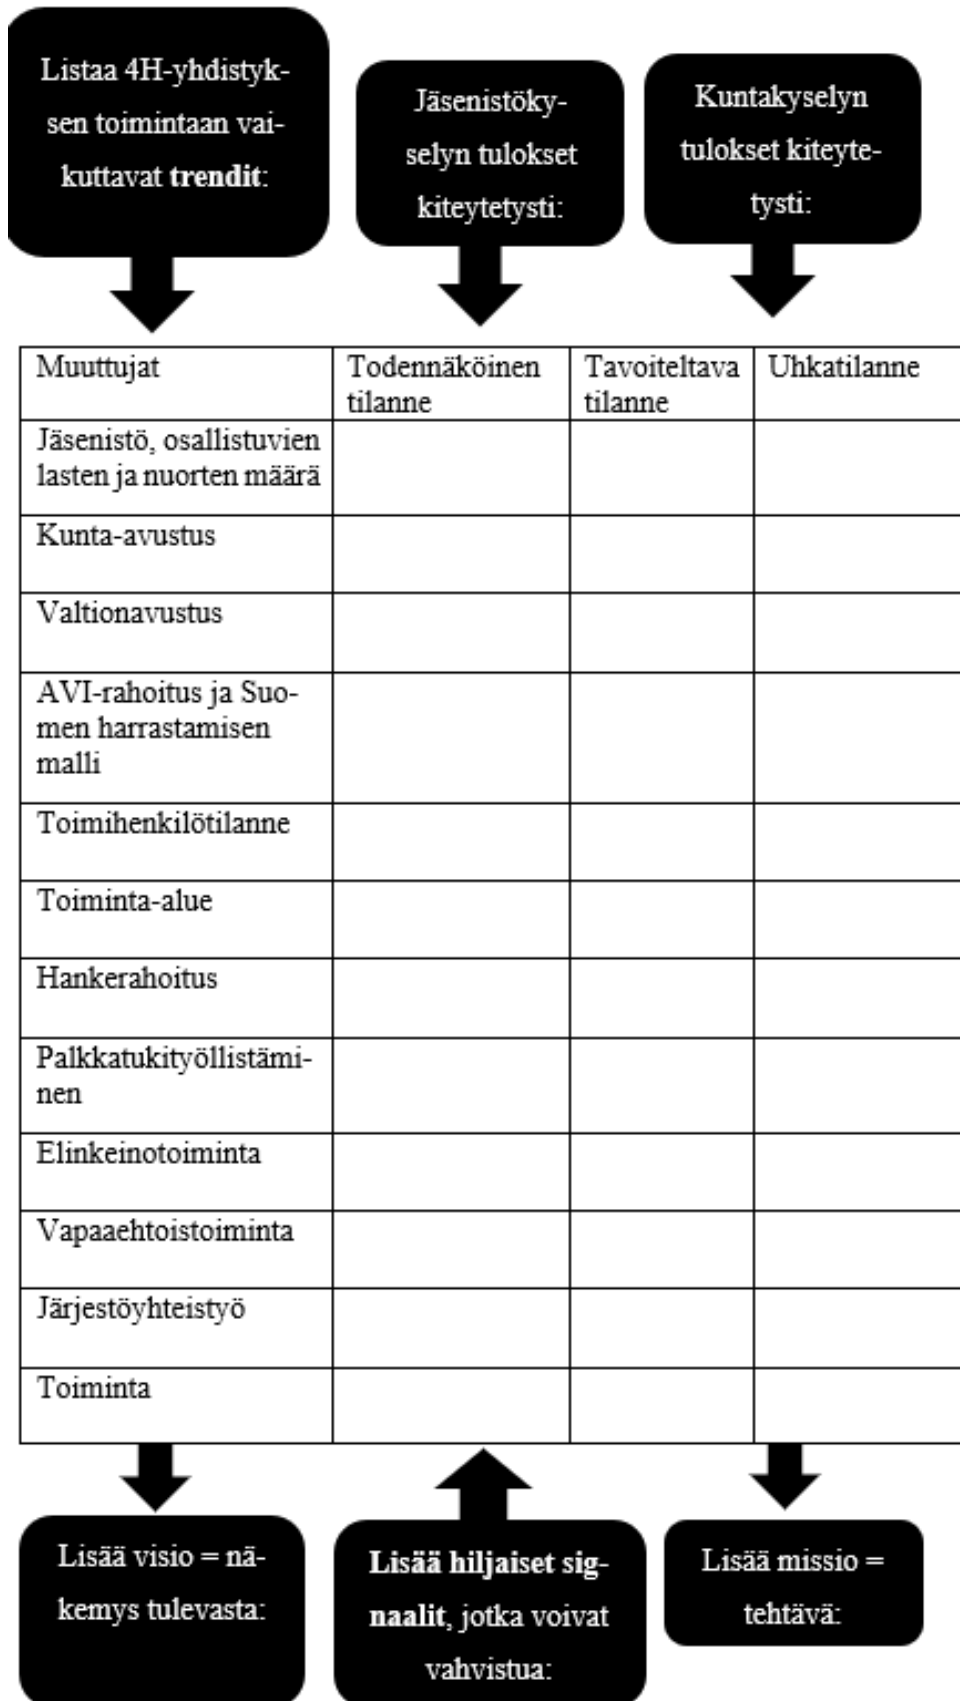 Listaa 4H-yhdistyk-
sen toimintaan vai-
kuttavat trendit:
Jäsenistöky-
selyn tulokset
kiteytetysti:
Kuntakyselyn
tulokset kiteyte-
tysti:
Muuttujat
Todennäköinen
tilanne
Tavoiteltava
tilanne
Uhkatilanne
Jäsenistö, osallistuvien
lasten ja nuorten määrä
Kunta-avustus
Valtionavustus
AVI-rahoitus ja Suo-
men harrastamisen
malli
Toimihenkilötilanne
Toiminta-alue
Hankerahoitus
Palkkatukityöllistämi-
nen
Elinkeinotoiminta
Vapaaehtoistoiminta
Järjestöyhteistyö
Toiminta
Lisää visio = nä-
kemys tulevasta:
Lisää hiljaiset sig-
naalit, jotka voivat
vahvistua:
Lisää missio =
tehtävä: